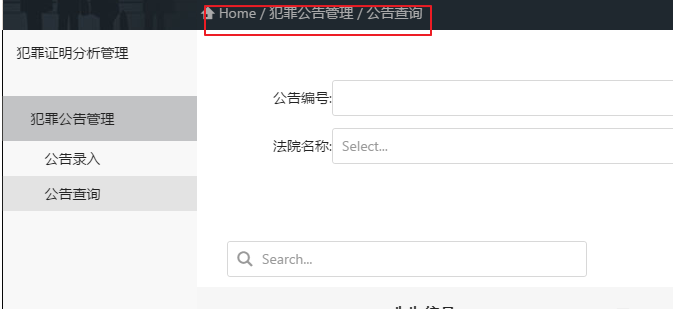 Home / 犯罪公告管理 / 公告查询
犯罪证明分析管理
犯罪公告管理
公告录入
公告查询
公告编号:
法院名称: Select...
Search...